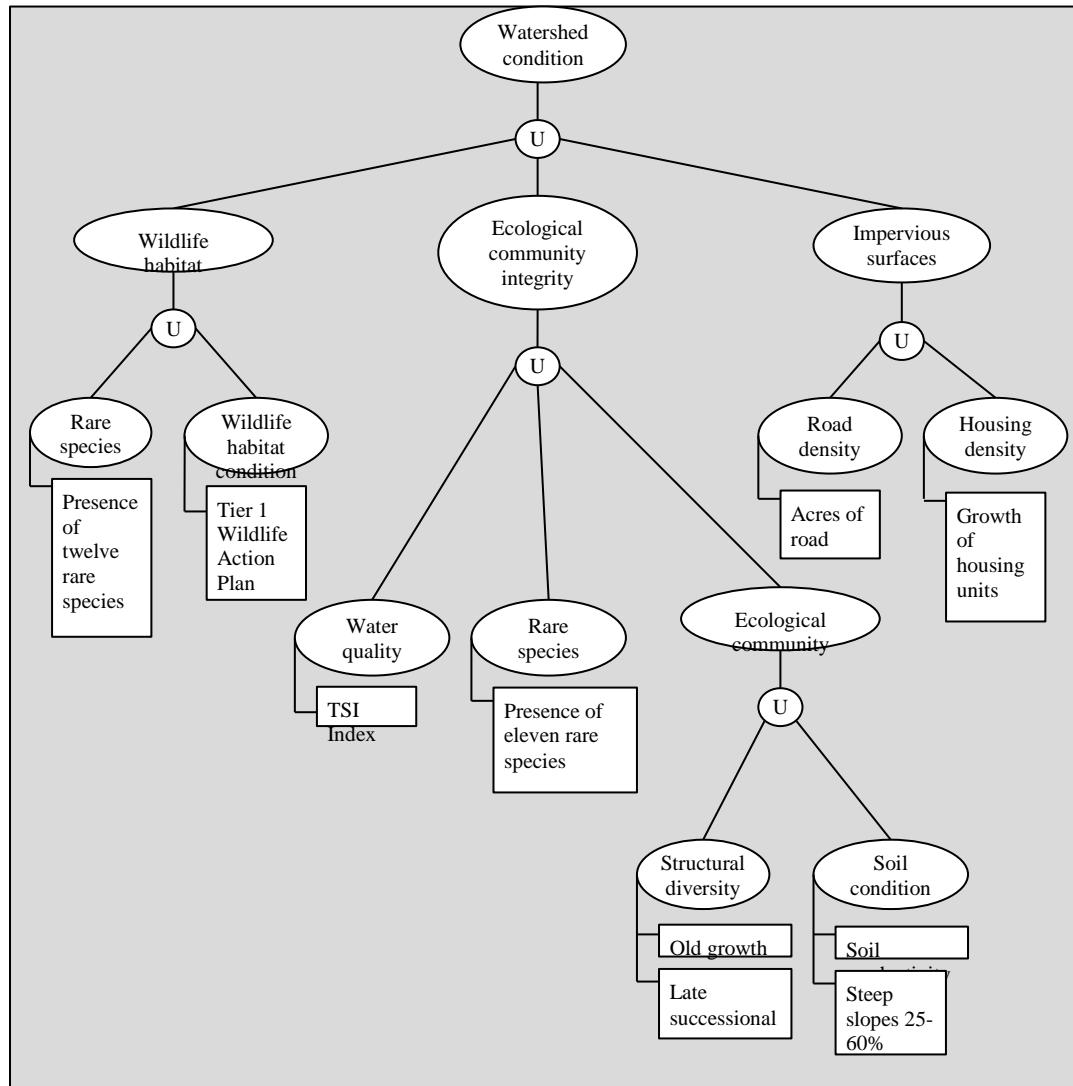 Watershed
condition
U
Wildlife
habitat
Ecological
community
integrity
Impervious
surfaces
U
U
U
Rare
species
Wildlife
habitat
condition
Road
density
Housing
density
Presence
of
twelve
rare
species
Tier 1
Wildlife
Action
Plan
Acres of
road
Growth
of
housing
units
Water
quality
Rare
species
Ecological
community
TSI
Index
Presence of
eleven rare
species
U
Structural
diversity
Soil
condition
Old growth
Late
successional
Soil
Steep
slopes 25-
60%